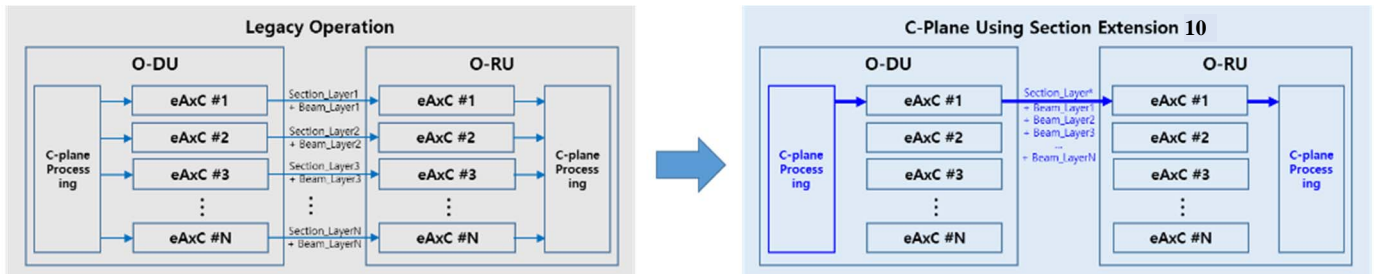 Legacy Operation
O-DU
O-RU
C-plane
Process
ing
eAxC #1
eAxC #2
eAxC #3
⋮
eAxC #N
Section_Layer1
+ Beam_Layer1
Section_Layer2
+ Beam_Layer2
Section_Layer3
+ Beam_Layer3
⋮
Section_LayerN
+ Beam_LayerN
eAxC #1
eAxC #2
eAxC #3
⋮
eAxC #N
C-plane
Process
ing
C-Plane Using Section Extension 10
O-DU
O-RU
C-plane
Process
ing
eAxC #1
eAxC #2
eAxC #3
⋮
eAxC #N
Section_Layer*
+ Beam_Layer1
+ Beam_Layer2
+ Beam_Layer3
...
+ Beam_LayerN
eAxC #1
eAxC #2
eAxC #3
⋮
eAxC #N
C-plane
Process
ing